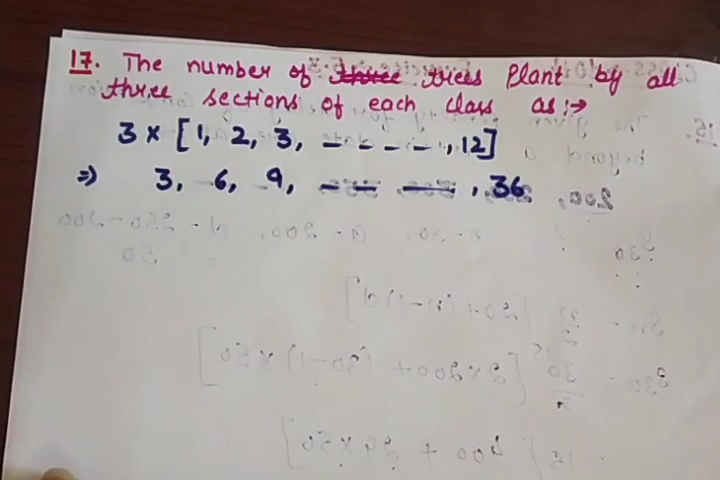 17. The number of trees Plant by all
three sections of each class as:→
3 × [1, 2, 3, - - - -, 12]
⇒ 3, 6, 9, - - - , 36